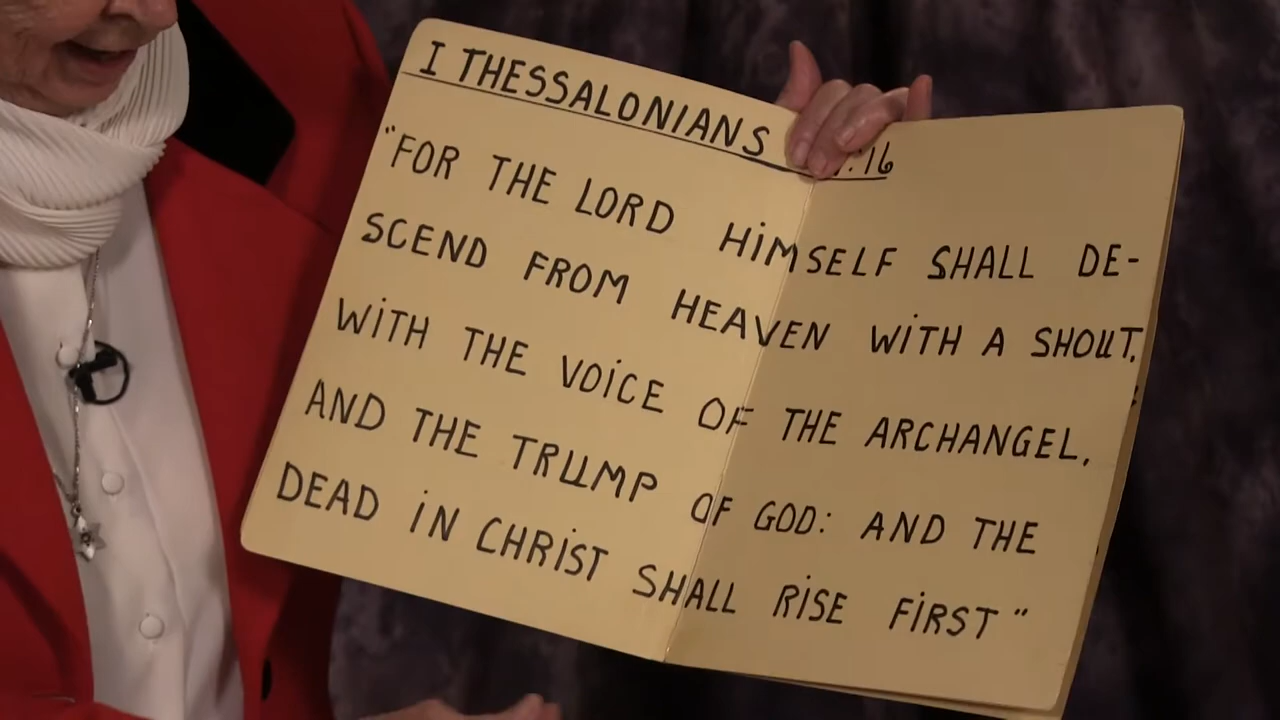 I THESSALONIANS :16
"FOR THE LORD HiMSELF SHALL DE-
SCEND FROM HEAVEN WiTH A SHOUT,
WiTH THE VOiCE OF THE ARCHANGEL,
AND THE TRUMP OF GOD: AND THE
DEAD iN CHRiST SHALL RiSE FiRST"